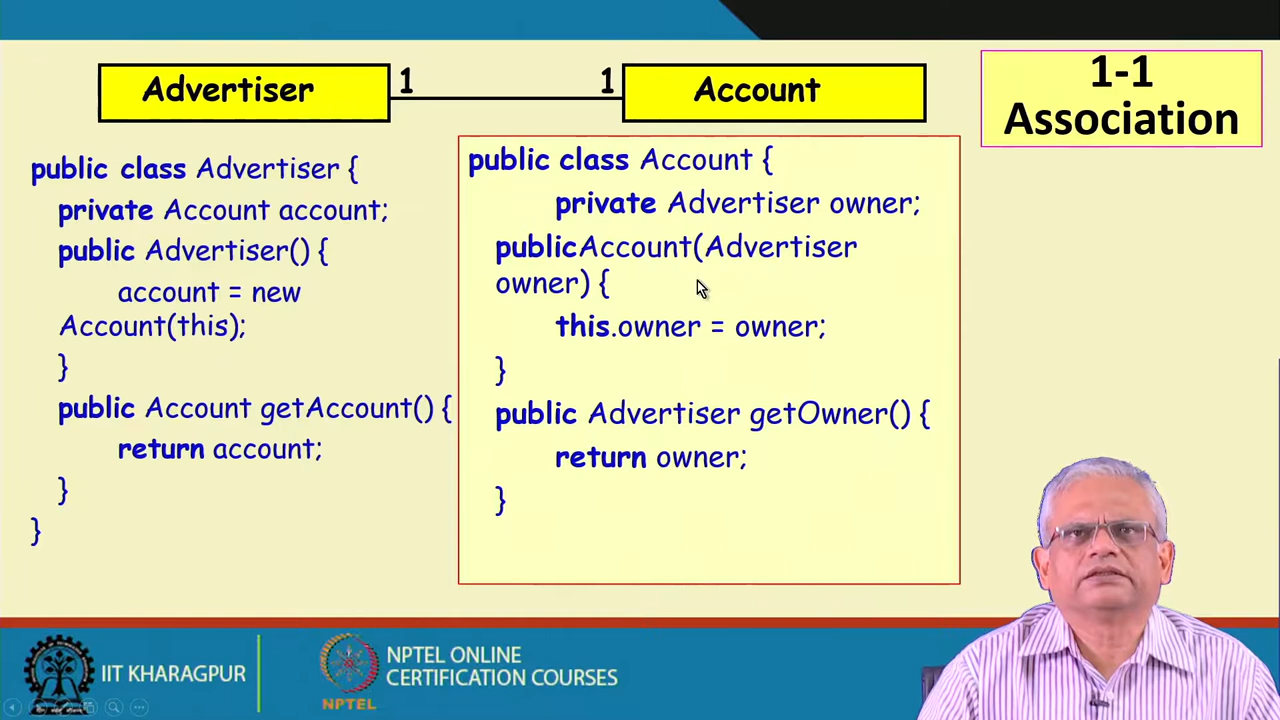 Advertiser
1
1
Account
1-1
Association
public class Advertiser {
private Account account;
public Advertiser() {
account = new
Account(this);
}
public Account getAccount() {
return account;
}
}
public class Account {
private Advertiser owner;
publicAccount(Advertiser
owner) {
this.owner = owner;
}
public Advertiser getOwner() {
return owner;
}
IIT KHARAGPUR
NPTEL
NPTEL ONLINE
CERTIFICATION COURSES